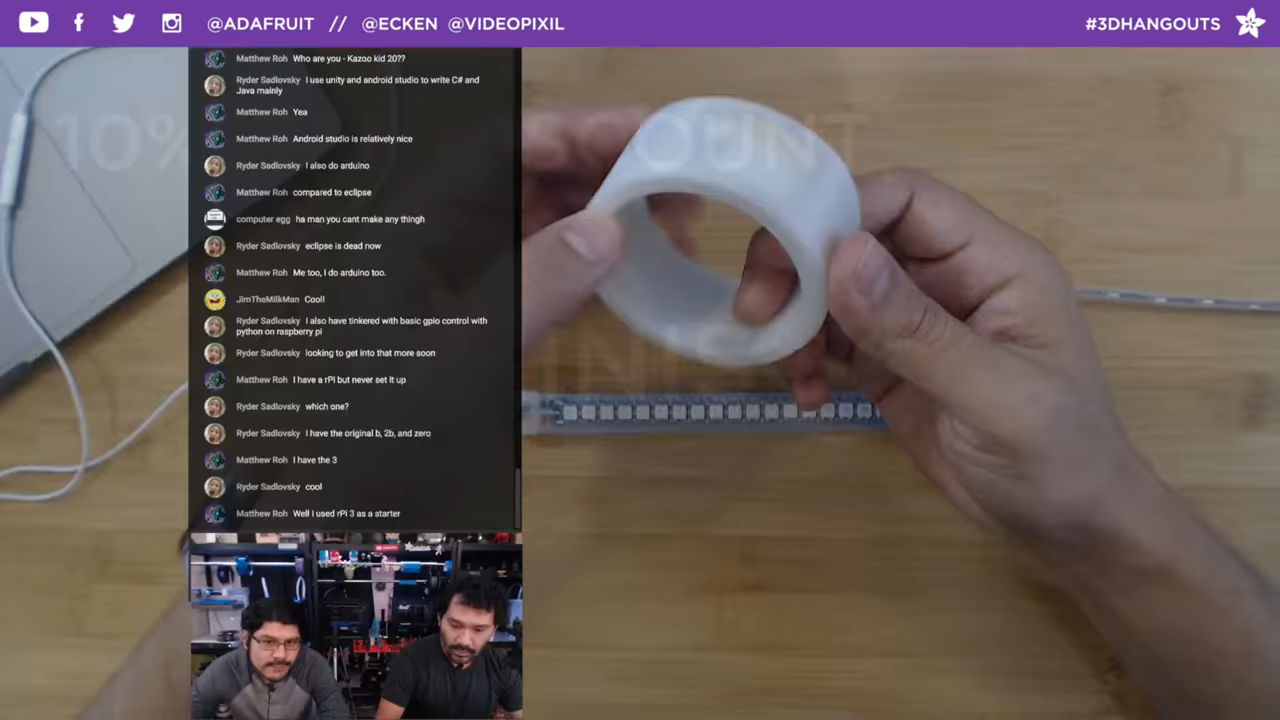 @ADAFRUIT // @ECKEN @VIDEOPIXIL
#3DHANGOUTS
Matthew Roh Who are you - Kazoo kid 20??
Ryder Sadlovsky I use unity and android studio to write C# and
Java mainly
Matthew Roh Yea
Matthew Roh Android studio is relatively nice
Ryder Sadlovsky I also do arduino
Matthew Roh compared to eclipse
computer egg ha man you cant make any thingh
Ryder Sadlovsky eclipse is dead now
Matthew Roh Me too, I do arduino too.
JimTheMilkMan Cool!
Ryder Sadlovsky I also have tinkered with basic gpio control with
python on raspberry pi
Ryder Sadlovsky looking to get into that more soon
Matthew Roh I have a rPI but never set it up
Ryder Sadlovsky which one?
Ryder Sadlovsky I have the original b, 2b, and zero
Matthew Roh I have the 3
Ryder Sadlovsky cool
Matthew Roh Well I used rPi 3 as a starter
10%